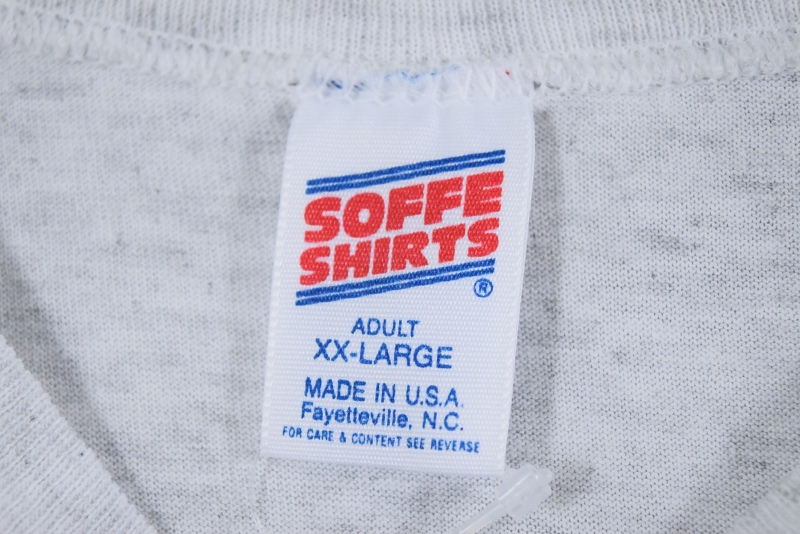 SOFFE
SHIRTS
®
ADULT
XX-LARGE
MADE IN U.S.A.
Fayetteville, N.C.
FOR CARE & CONTENT SEE REVERSE